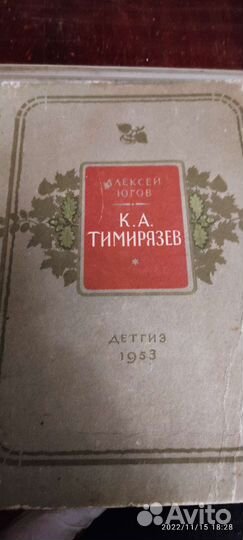 АЛЕКСЕЙ
ЮГОВ
К.А.
ТИМИРЯЗЕВ
ДЕТГИЗ
1953
Avito
2022/11/15 18:28